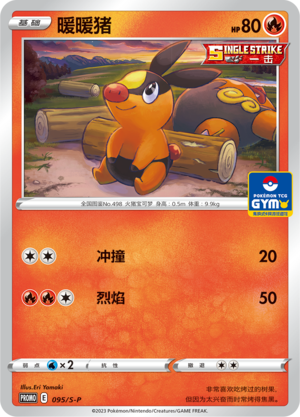 基础 暖暖猪 HP80
SINGLE STRIKE
一击
全国图鉴No.498 火猪宝可梦 身高：0.5m 体重：9.9kg
POKÉMON TCG
GYM
冲撞 20
烈焰 50
弱点 ×2 抗性 撤退
Illus.Eri Yamaki
PROMO E 095/S-P
非常喜欢吃烤过的树果，
但因为太兴奋而时常烤得焦黑。
©2023 Pokémon/Nintendo/Creatures/GAME FREAK.